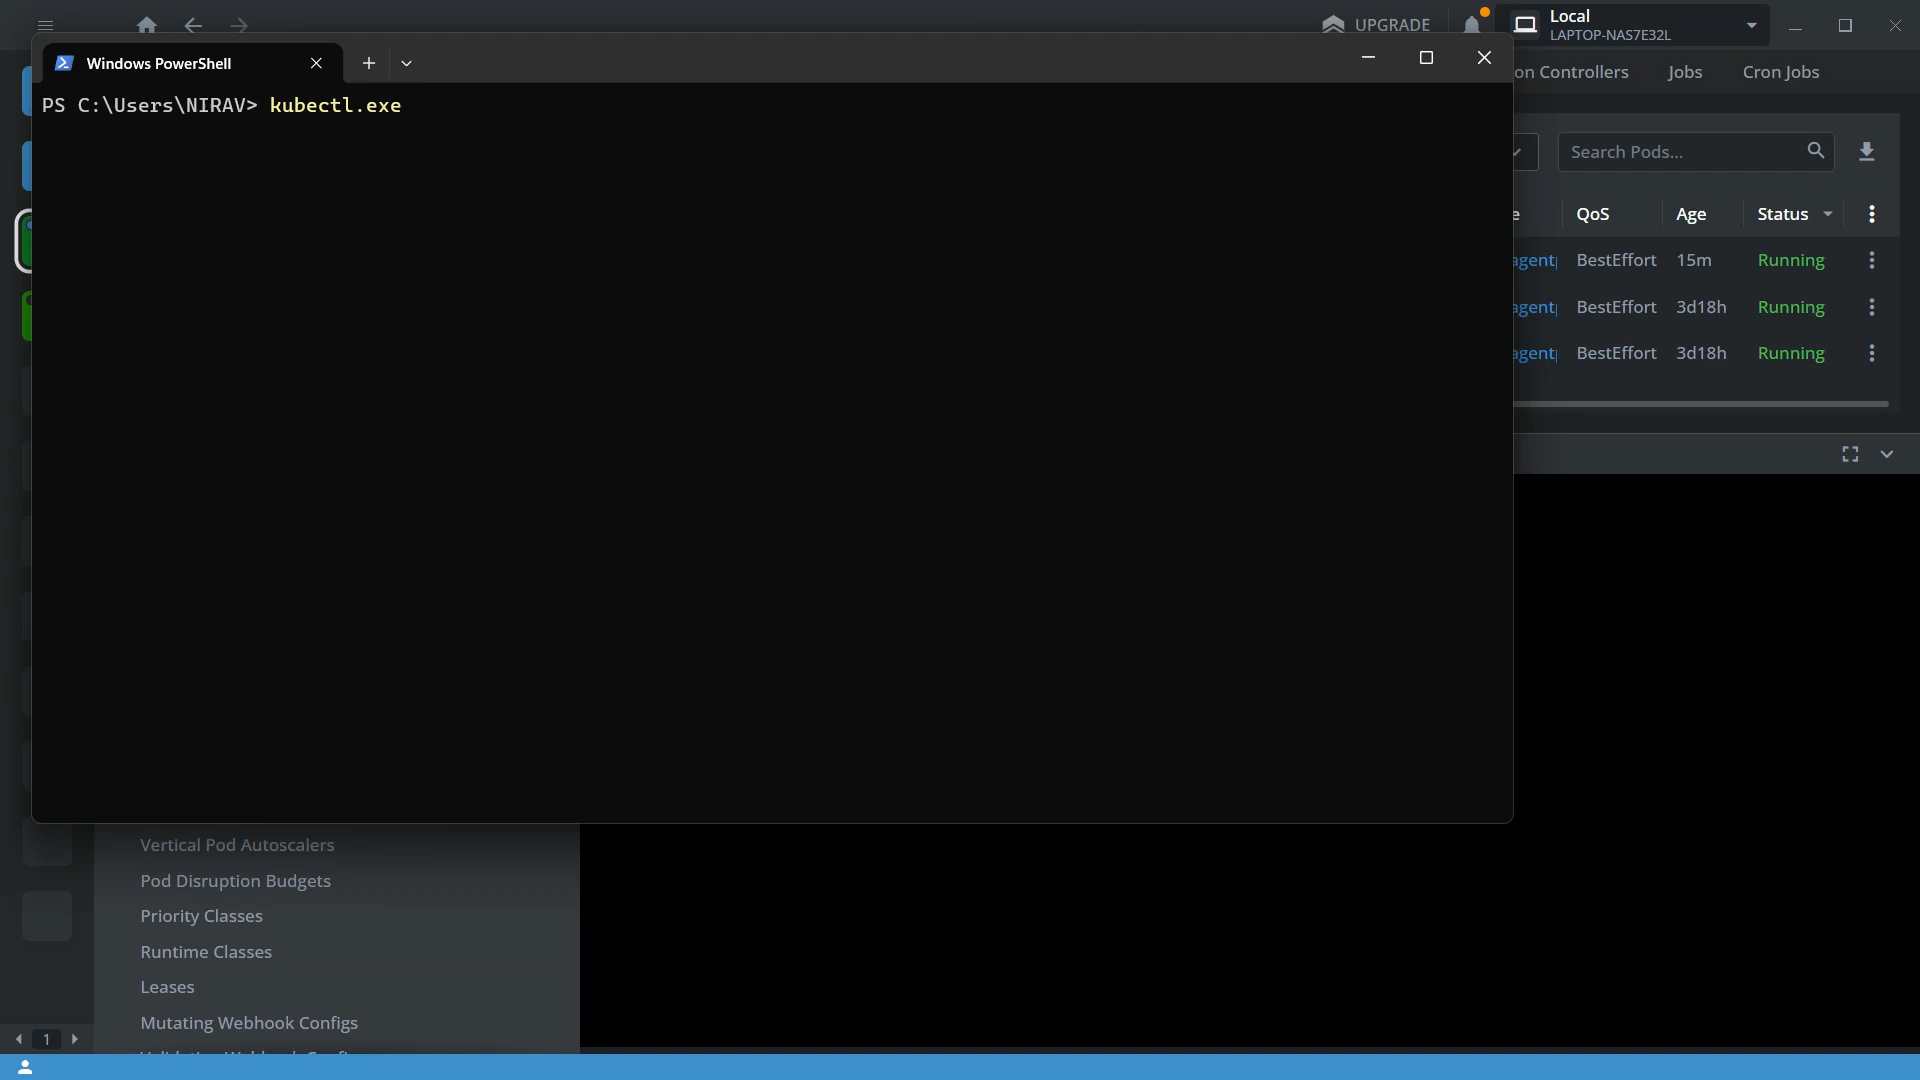 UPGRADE
Local
LAPTOP-NAS7E32L
Windows PowerShell
on Controllers
Jobs
Cron Jobs
PS C:\Users\NIRAV> kubectl.exe
Search Pods...
e
QoS
Age
Status
agent
BestEffort
15m
Running
agent
BestEffort
3d18h
Running
agent
BestEffort
3d18h
Running
Vertical Pod Autoscalers
Pod Disruption Budgets
Priority Classes
Runtime Classes
Leases
Mutating Webhook Configs
1